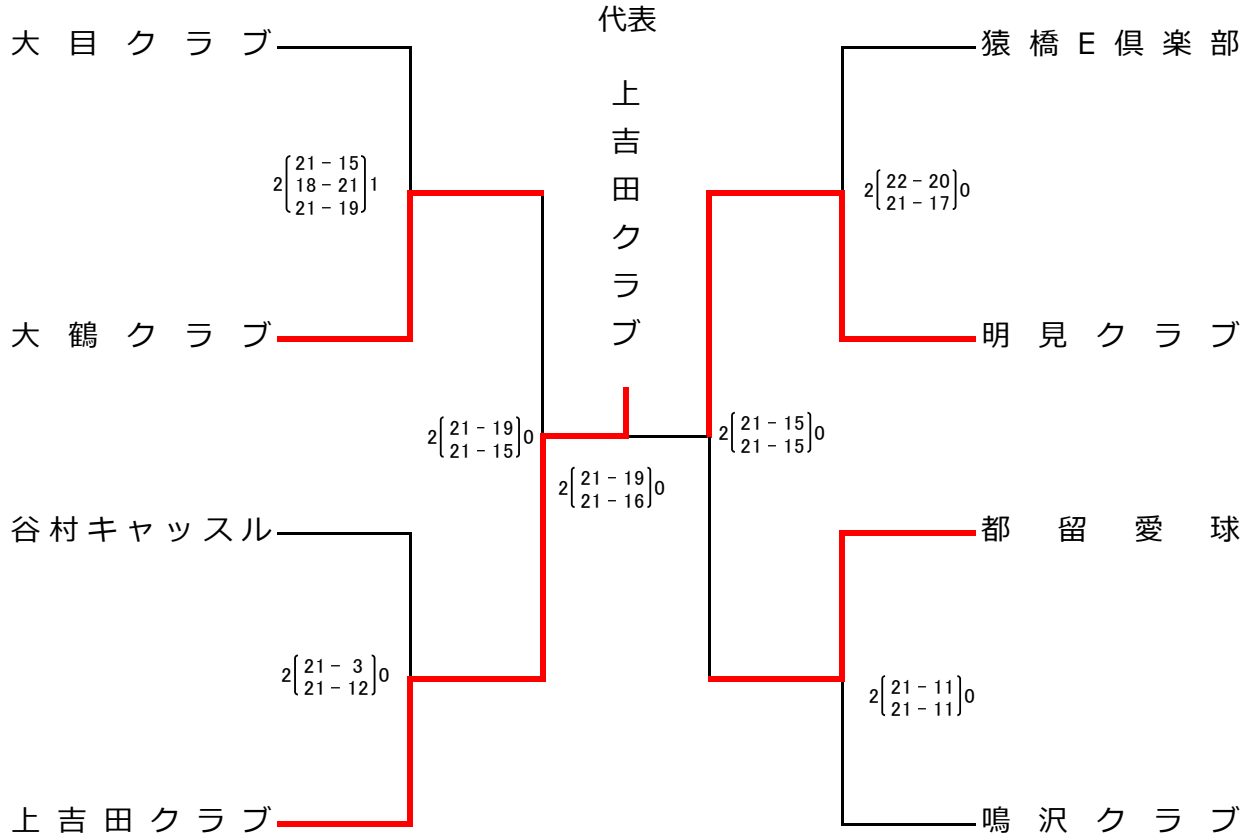 代表
上吉田クラブ
大目クラブ
2 21 - 15 1
18 - 21
21 - 19
大鶴クラブ
2 21 - 19 0
21 - 15
谷村キャッスル
2 21 - 3 0
21 - 12
上吉田クラブ
2 21 - 19 0
21 - 16
猿橋E倶楽部
2 22 - 20 0
21 - 17
明見クラブ
2 21 - 15 0
21 - 15
都留愛球
2 21 - 11 0
21 - 11
鳴沢クラブ